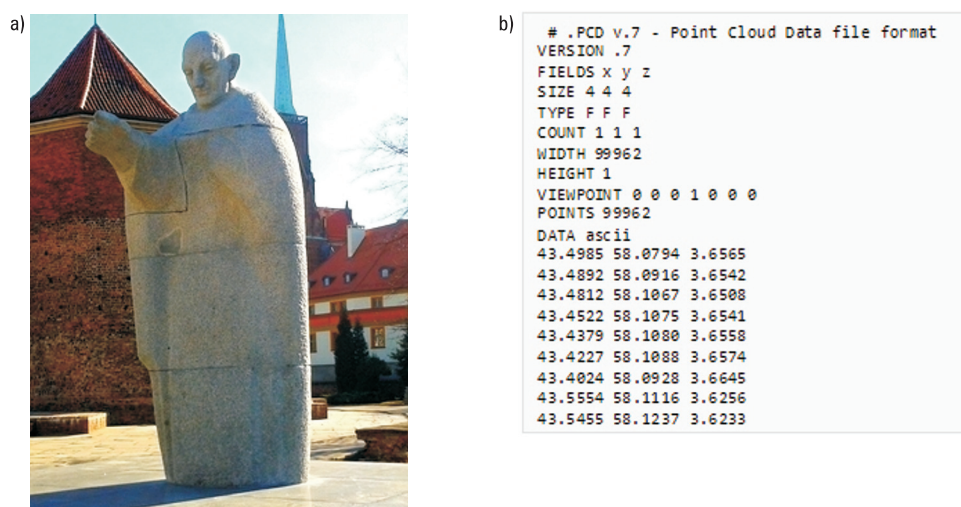 a)
b)
# .PCD v.7 - Point Cloud Data file format
VERSION .7
FIELDS x y z
SIZE 4 4 4
TYPE F F F
COUNT 1 1 1
WIDTH 99962
HEIGHT 1
VIEWPOINT 0 0 0 1 0 0 0
POINTS 99962
DATA ascii
43.4985 58.0794 3.6565
43.4892 58.0916 3.6542
43.4812 58.1067 3.6508
43.4522 58.1075 3.6541
43.4379 58.1080 3.6558
43.4227 58.1088 3.6574
43.4024 58.0928 3.6645
43.5554 58.1116 3.6256
43.5455 58.1237 3.6233